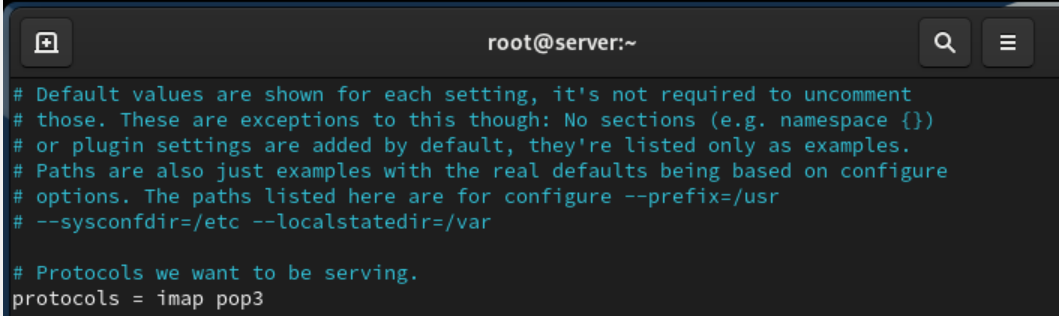 root@server:~
# Default values are shown for each setting, it's not required to uncomment
# those. These are exceptions to this though: No sections (e.g. namespace {})
# or plugin settings are added by default, they're listed only as examples.
# Paths are also just examples with the real defaults being based on configure
# options. The paths listed here are for configure --prefix=/usr
# --sysconfdir=/etc --localstatedir=/var
# Protocols we want to be serving.
protocols = imap pop3